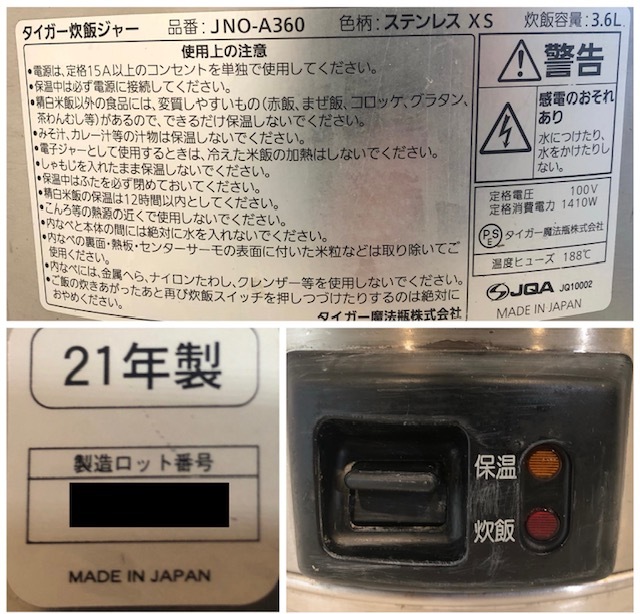 タイガー炊飯ジャー 品番：JNO-A360 色柄：ステンレス XS 炊飯容量：3.6L
使用上の注意
●電源は、定格15A以上のコンセントを単独で使用してください。
●保温中は必ず電源に接続してください。
●精白米飯以外の食品には、変質しやすいもの(赤飯、まぜ飯、コロッケ、グラタン、
茶わんむし等)があるので、できるだけ保温しないでください。
●みそ汁、カレー汁等の汁物は保温しないでください。
●電子ジャーとして使用するときは、冷えた米飯の加熱はしないでください。
●しゃもじを入れたまま保温しないでください。
●保温中はふたを必ず閉めておいてください。
●精白米飯の保温は12時間以内としてください。
●こんろ等の熱源の近くで使用しないでください。
●内なべと本体の間には絶対に水を入れないでください。
●内なべの裏面・熱板・センターサーモの表面に付いた米粒などは取り除いてご
使用ください。
●内なべには、金属へら、ナイロンたわし、クレンザー等を使用しないでください。
●ご飯の炊きあがったあと再び炊飯スイッチを押しつづけたりするのは絶対に
おやめください。
タイガー魔法瓶株式会社
警告
感電のおそれ
あり
水につけたり、
水をかけたりし
ない。
定格電圧 100V
定格消費電力 1410W
PSE タイガー魔法瓶株式会社
温度ヒューズ 188℃
JQA JQ10002
MADE IN JAPAN
21年製
製造ロット番号
MADE IN JAPAN
保温
炊飯